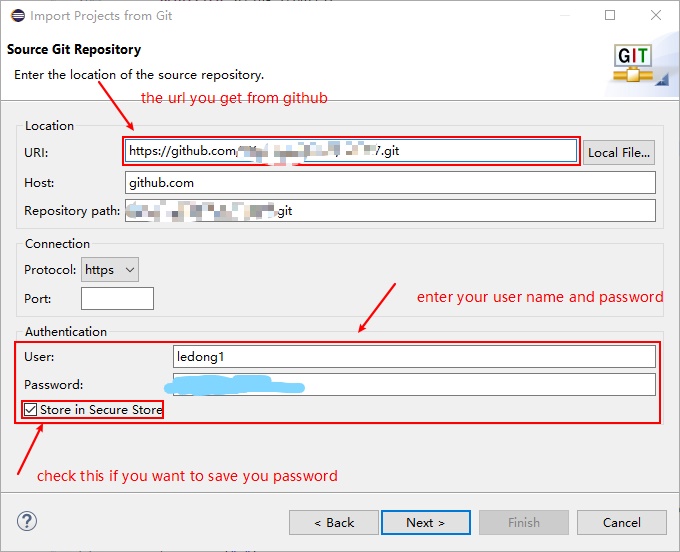 Import Projects from Git
Source Git Repository
Enter the location of the source repository.
GIT
the url you get from github
Location
URI: https://github.com 7.git Local File...
Host: github.com
Repository path: .git
Connection
Protocol: https
Port:
enter your user name and password
Authentication
User: ledong1
Password:
Store in Secure Store
check this if you want to save you password
? < Back Next > Finish Cancel